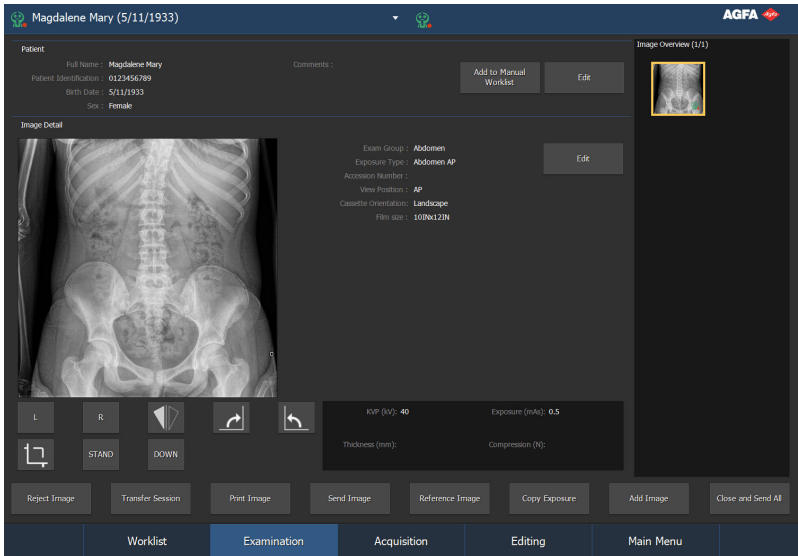 Magdalene Mary (5/11/1933)
AGFA
Patient
Full Name : Magdalene Mary
Patient Identification : 0123456789
Birth Date : 5/11/1933
Sex : Female
Comments :
Add to Manual
Worklist
Edit
Image Overview (1/1)
Image Detail
Exam Group : Abdomen
Exposure Type : Abdomen AP
Accession Number :
View Position : AP
Cassette Orientation: Landscape
Film size : 10INx12IN
Edit
L
R
STAND
DOWN
KVP (kV): 40
Exposure (mAs): 0.5
Thickness (mm):
Compression (N):
Reject Image
Transfer Session
Print Image
Send Image
Reference Image
Copy Exposure
Add Image
Close and Send All
Worklist
Examination
Acquisition
Editing
Main Menu